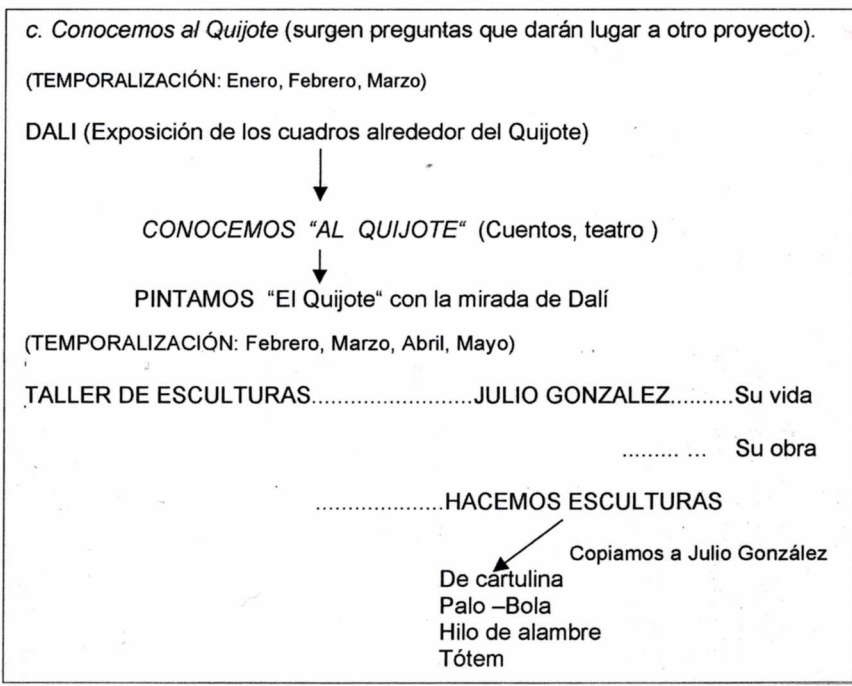 c. Conocemos al Quijote (surgen preguntas que darán lugar a otro proyecto).
(TEMPORALIZACIÓN: Enero, Febrero, Marzo)
DALI (Exposición de los cuadros alrededor del Quijote)
CONOCEMOS "AL QUIJOTE" (Cuentos, teatro )
PINTAMOS "El Quijote" con la mirada de Dalí
(TEMPORALIZACIÓN: Febrero, Marzo, Abril, Mayo)
TALLER DE ESCULTURAS.........................JULIO GONZALEZ..........Su vida
......... ... Su obra
....................HACEMOS ESCULTURAS
Copiamos a Julio González
De cartulina
Palo –Bola
Hilo de alambre
Tótem